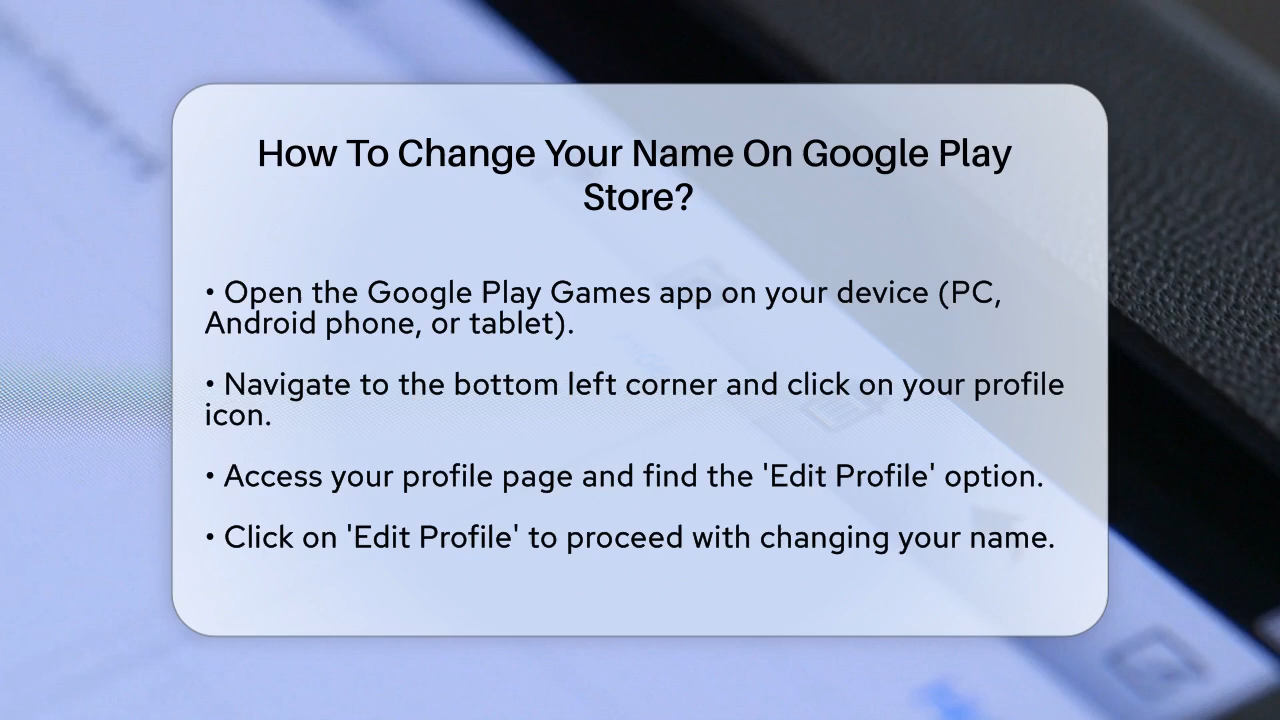 How To Change Your Name On Google Play
Store?
• Open the Google Play Games app on your device (PC,
Android phone, or tablet).
• Navigate to the bottom left corner and click on your profile
icon.
• Access your profile page and find the 'Edit Profile' option.
• Click on 'Edit Profile' to proceed with changing your name.